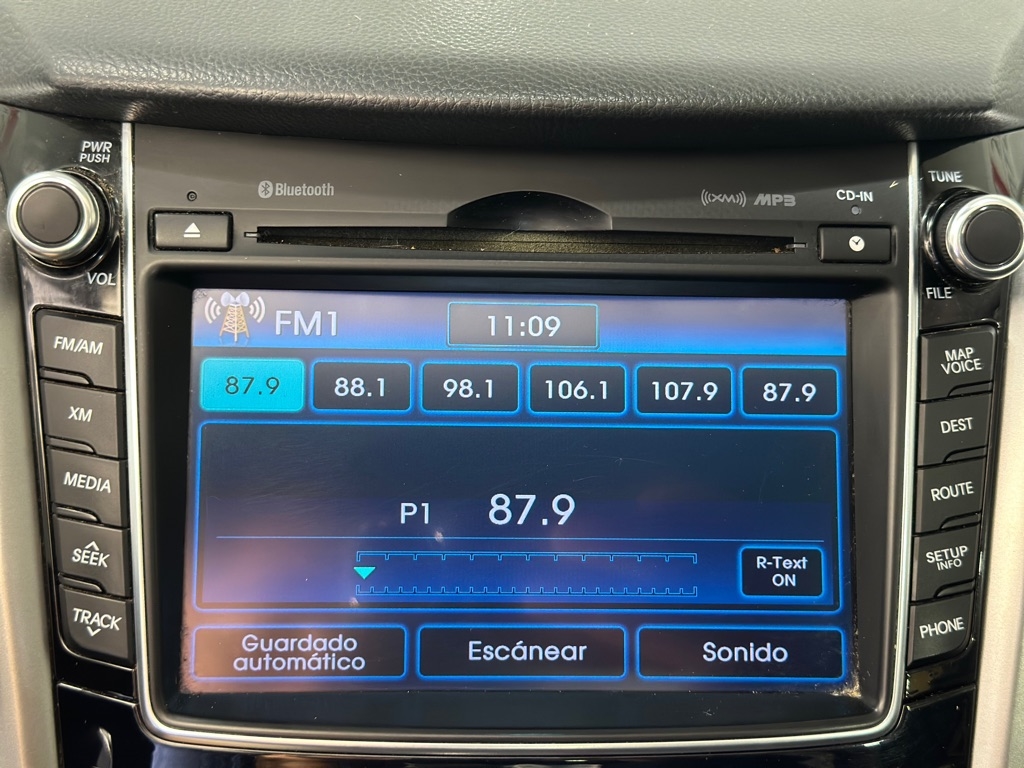 PWR
PUSH
Bluetooth
XM
MP3
CD-IN
TUNE
VOL
FILE
FM1
11:09
FM/AM
XM
MEDIA
SEEK
TRACK
87.9
88.1
98.1
106.1
107.9
87.9
P1
87.9
R-Text
ON
Guardado
automático
Escánear
Sonido
MAP
VOICE
DEST
ROUTE
SETUP
INFO
PHONE